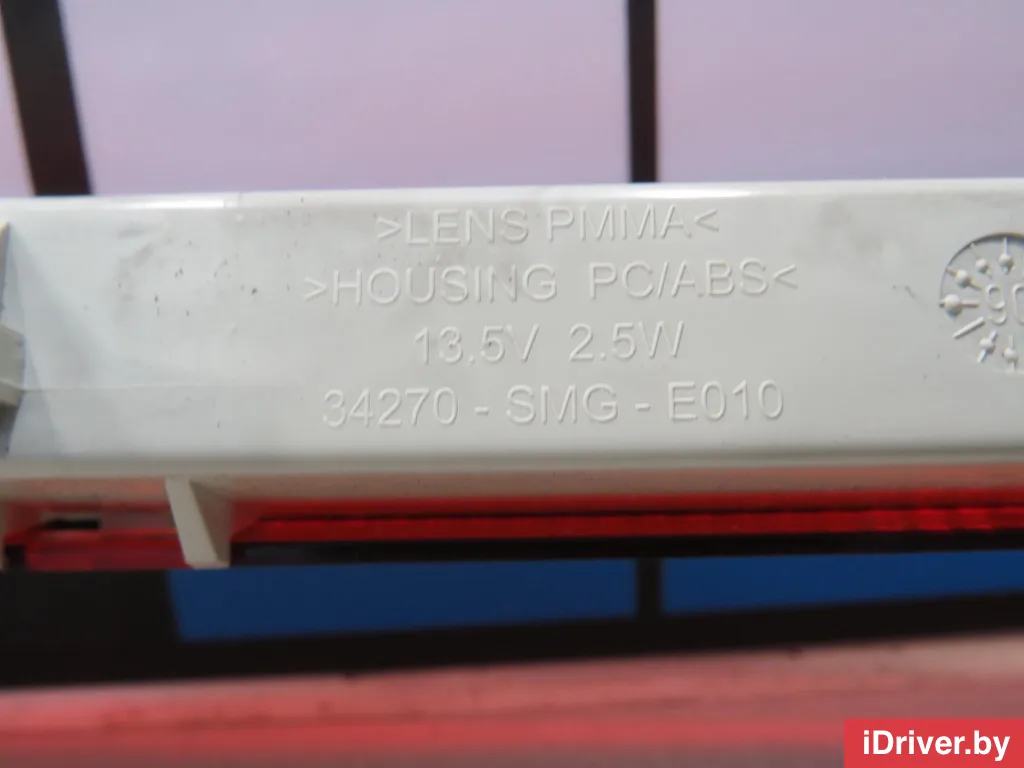 >LENS PMMA<
>HOUSING PC/ABS<
13.5V 2.5W
34270 - SMG - E010
iDriver.by